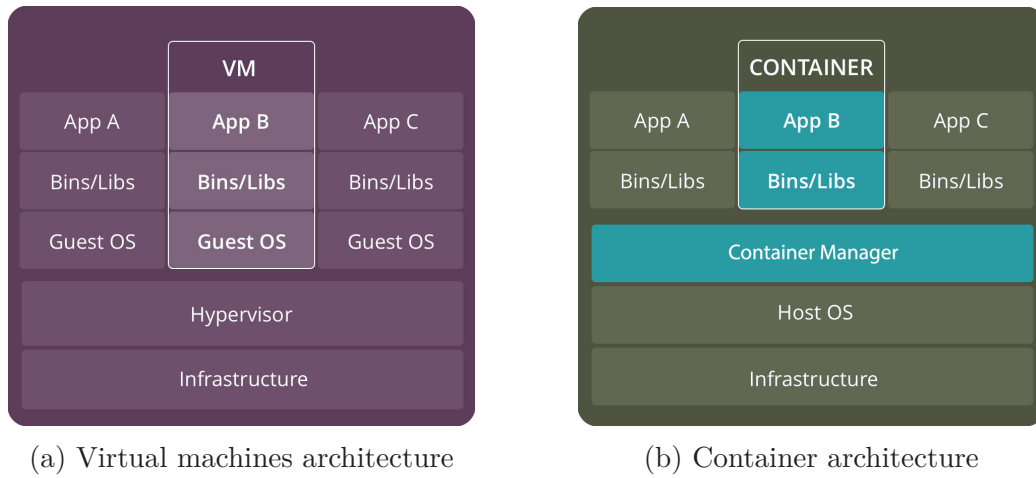 VM
App A App B App C
Bins/Libs Bins/Libs Bins/Libs
Guest OS Guest OS Guest OS
Hypervisor
Infrastructure
(a) Virtual machines architecture
CONTAINER
App A App B App C
Bins/Libs Bins/Libs Bins/Libs
Container Manager
Host OS
Infrastructure
(b) Container architecture